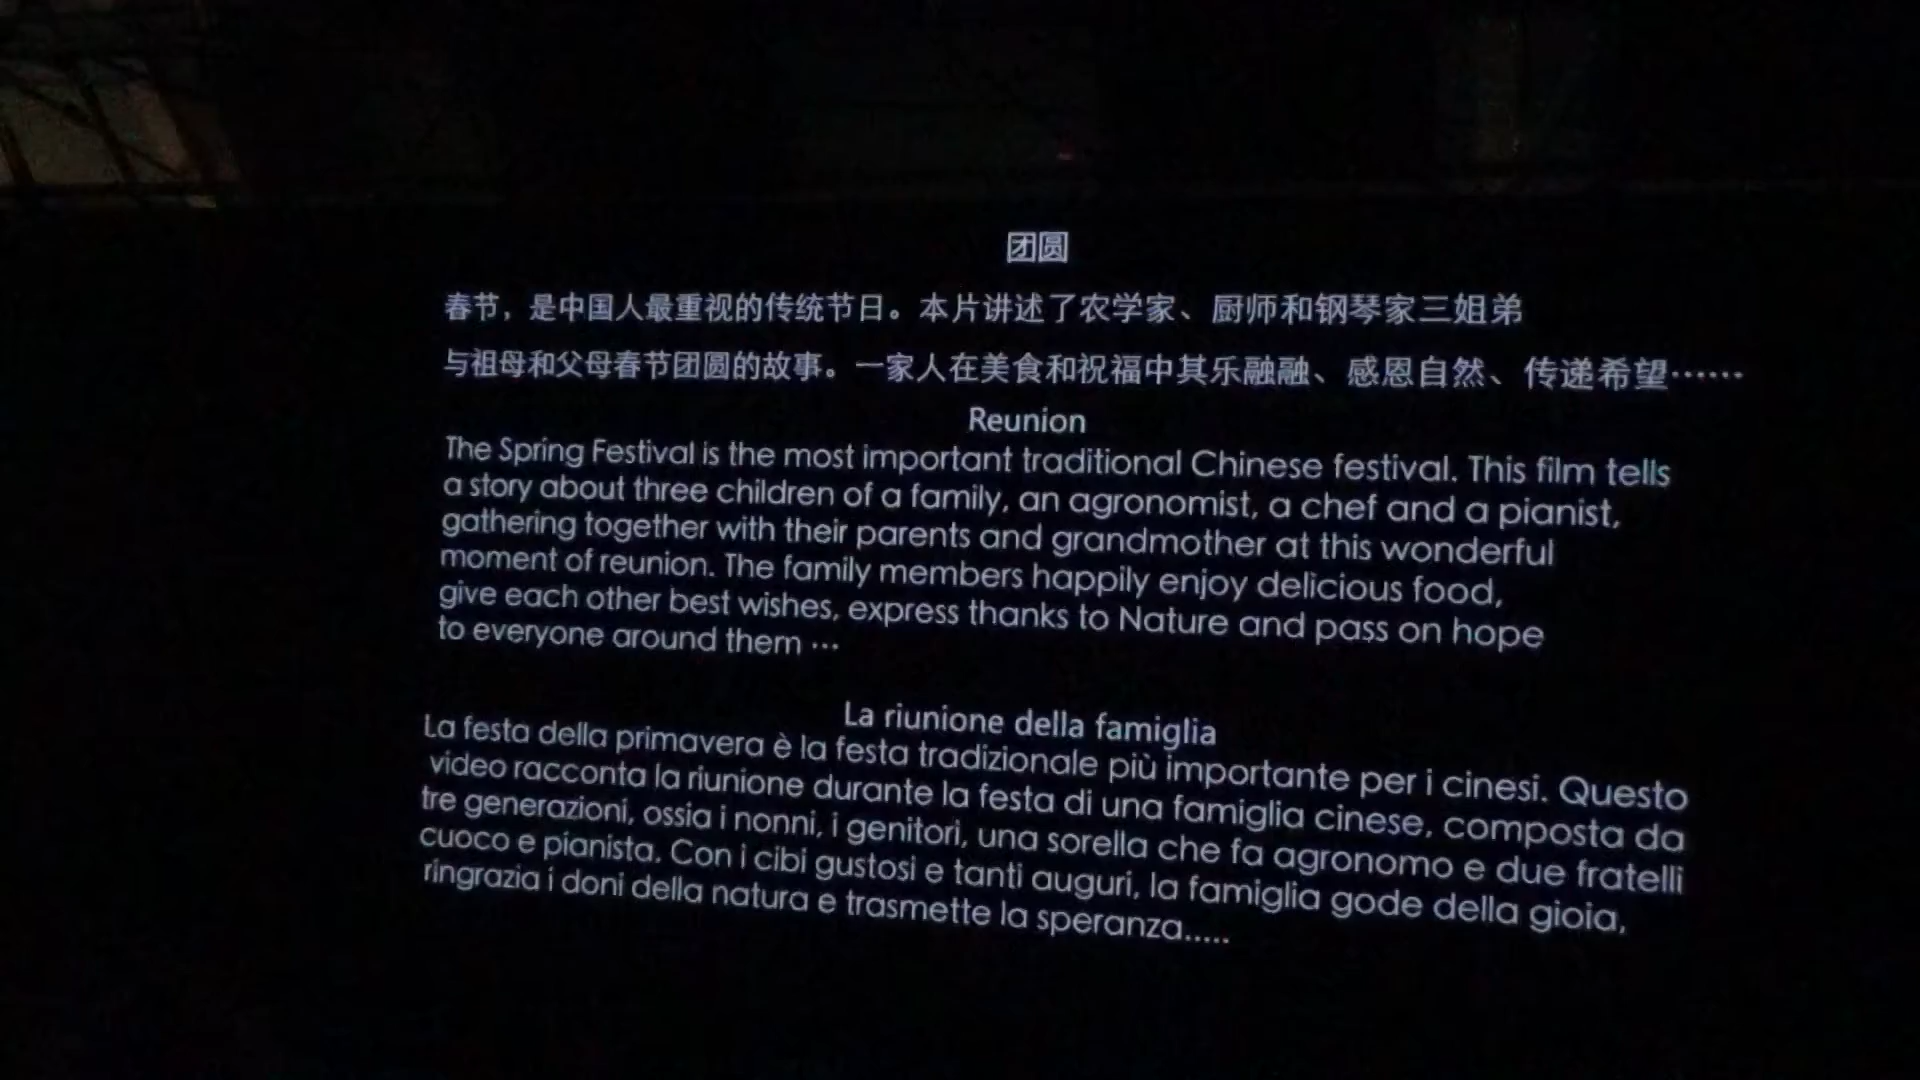 团圆
春节，是中国人最重视的传统节日。本片讲述了农学家、厨师和钢琴家三姐弟
与祖母和父母春节团圆的故事。一家人在美食和祝福中其乐融融、感恩自然、传递希望……
Reunion
The Spring Festival is the most important traditional Chinese festival. This film tells
a story about three children of a family, an agronomist, a chef and a pianist,
gathering together with their parents and grandmother at this wonderful
moment of reunion. The family members happily enjoy delicious food,
give each other best wishes, express thanks to Nature and pass on hope
to everyone around them …
La riunione della famiglia
La festa della primavera è la festa tradizionale più importante per i cinesi. Questo
video racconta la riunione durante la festa di una famiglia cinese, composta da
tre generazioni, ossia i nonni, i genitori, una sorella che fa agronomo e due fratelli
cuoco e pianista. Con i cibi gustosi e tanti auguri, la famiglia gode della gioia,
ringrazia i doni della natura e trasmette la speranza.....